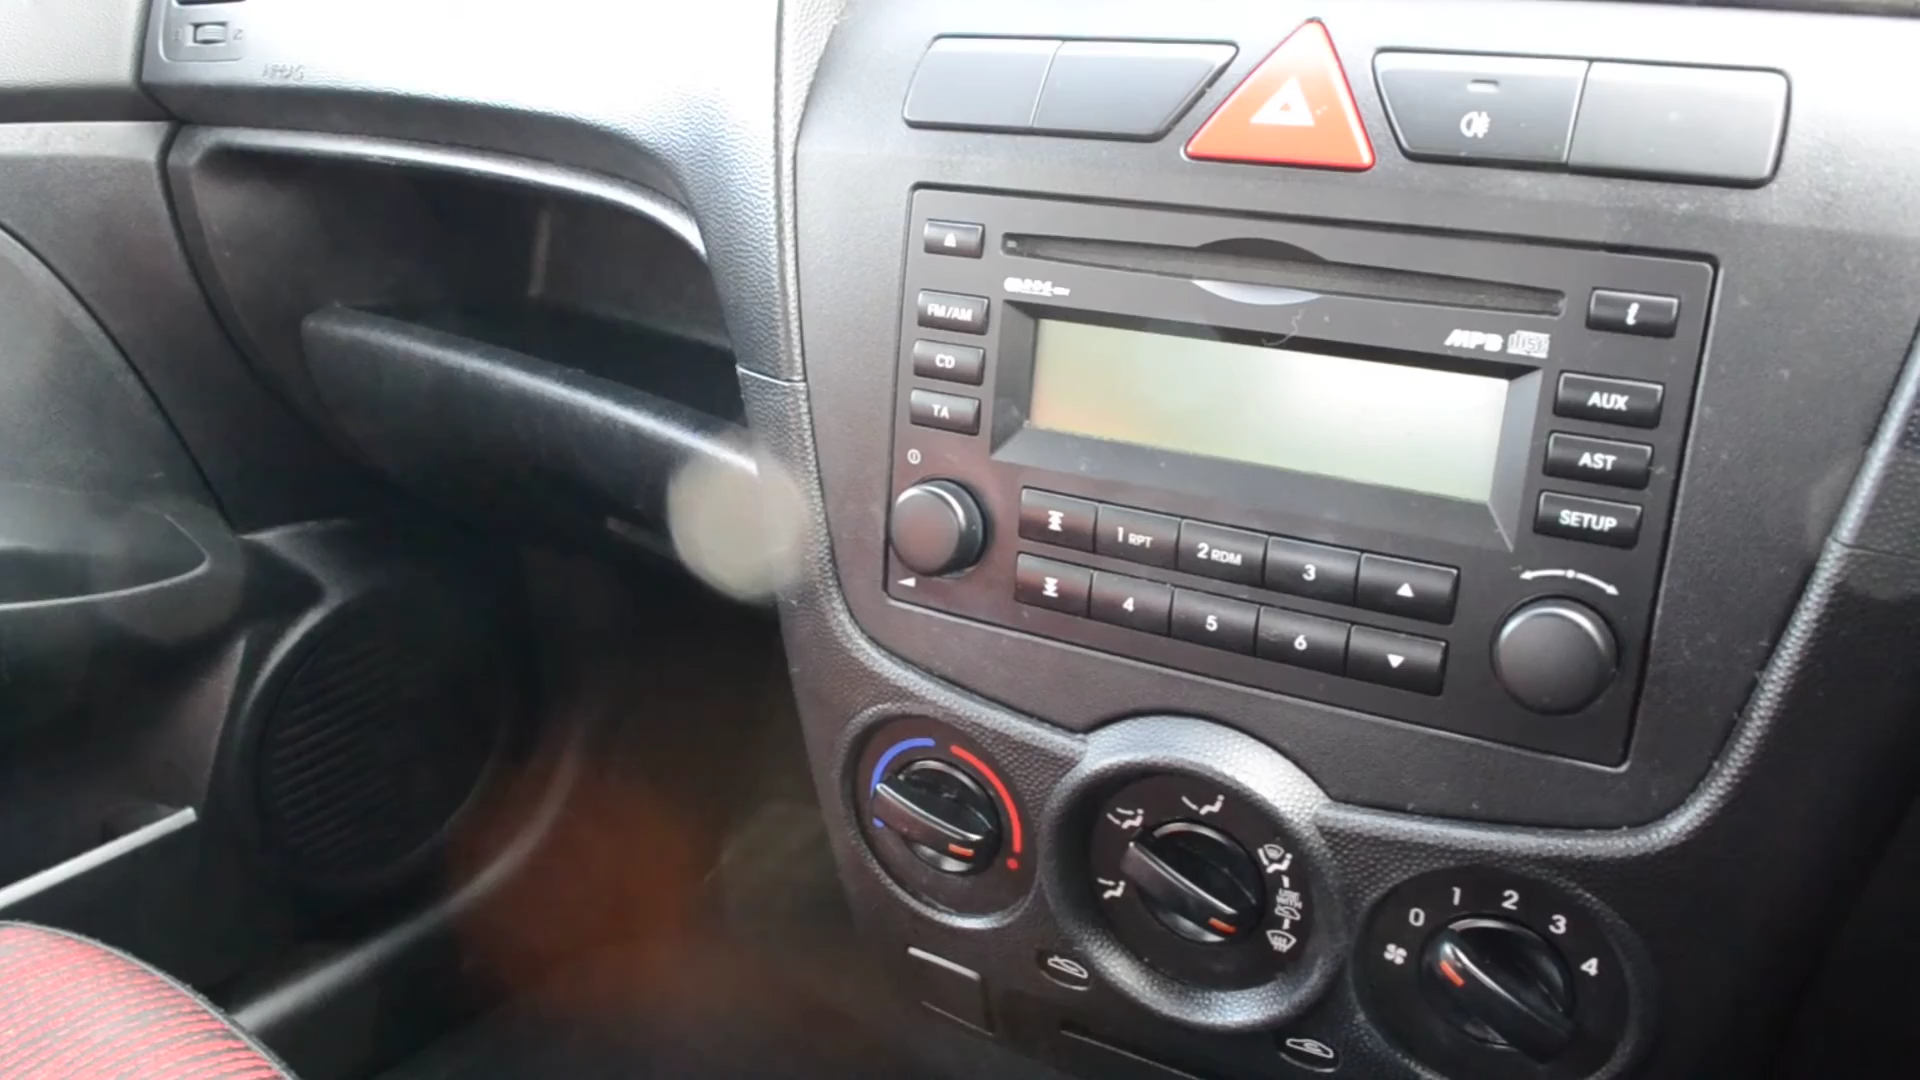 FM/AM
CD
MP3 DISC
TA
AUX
AST
SETUP
1 RPT
2 RDM
3
4
5
6
0 1 2 3 4